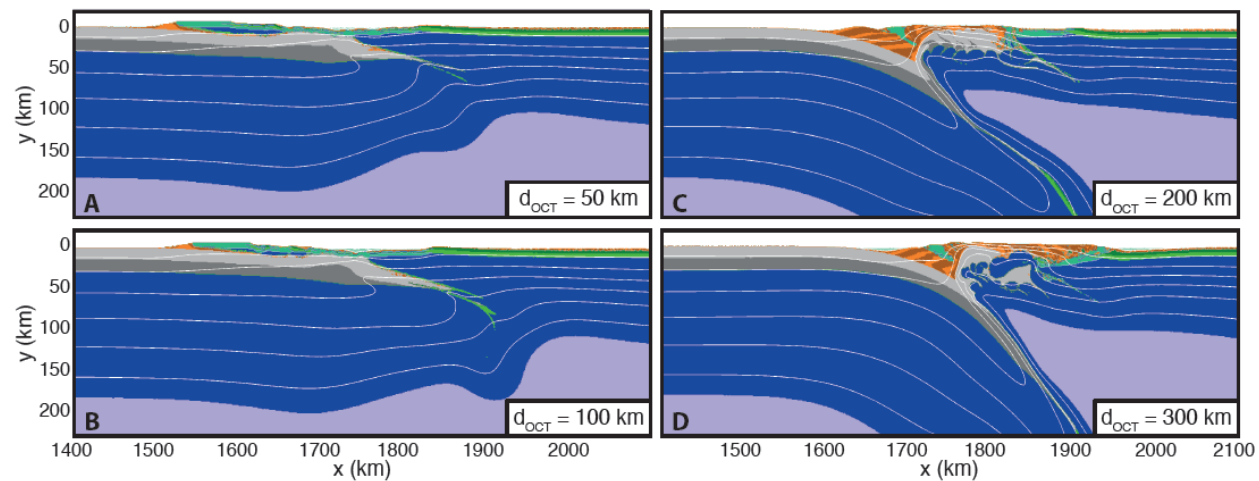 0
50
100
150
200
y (km)
A
d_OCT = 50 km
C
d_OCT = 200 km
0
50
100
150
200
y (km)
B
d_OCT = 100 km
D
d_OCT = 300 km
1400 1500 1600 1700 1800 1900 2000
x (km)
1500 1600 1700 1800 1900 2000 2100
x (km)